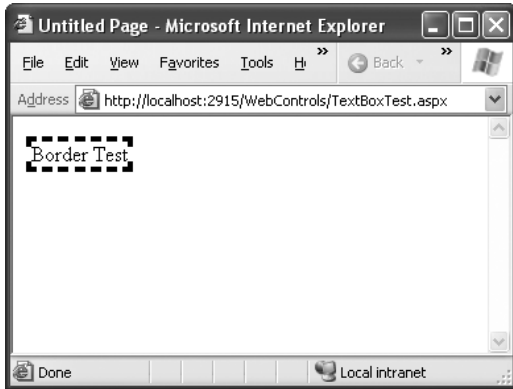 Untitled Page - Microsoft Internet Explorer
File Edit View Favorites Tools » Back »
Address http://localhost:2915/WebControls/TextBoxTest.aspx
Border Test
Done Local intranet